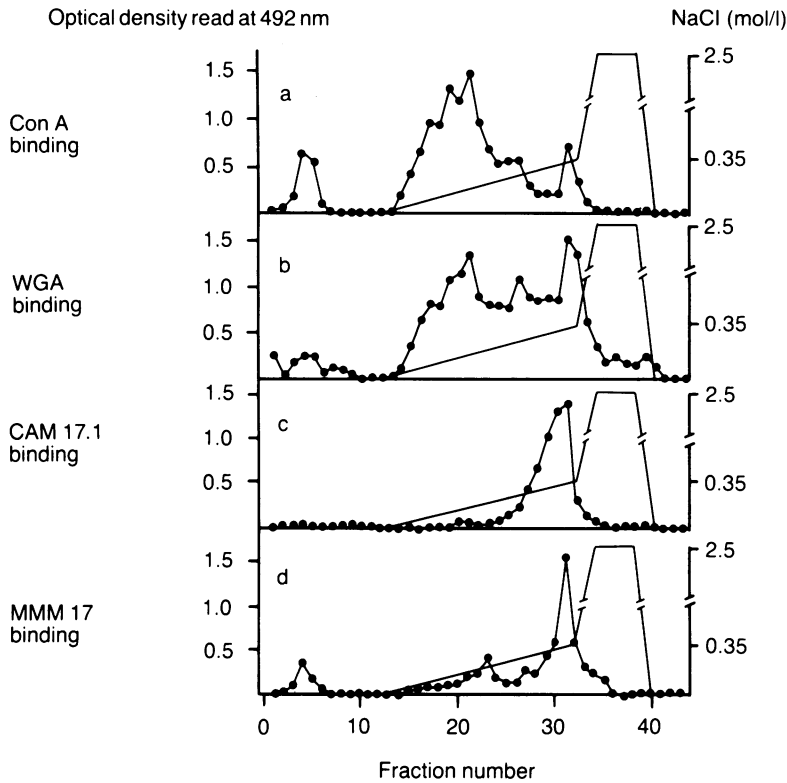 Optical density read at 492 nm
NaCl (mol/l)
Con A
binding
a
1.5
1.0
0.5
2.5
0.35
WGA
binding
b
1.5
1.0
0.5
2.5
0.35
CAM 17.1
binding
c
1.5
1.0
0.5
2.5
0.35
MMM 17
binding
d
1.5
1.0
0.5
2.5
0.35
0 10 20 30 40
Fraction number